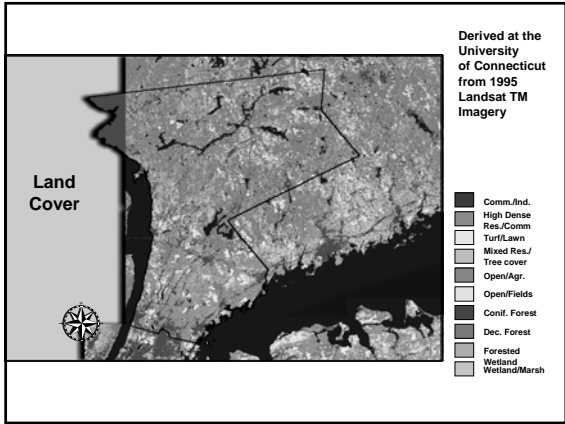 Derived at the
University
of Connecticut
from 1995
Landsat TM
Imagery
Land
Cover
Comm./Ind.
High Dense
Res./Comm
Turf/Lawn
Mixed Res./
Tree cover
Open/Agr.
Open/Fields
Conif. Forest
Dec. Forest
Forested
Wetland
Wetland/Marsh